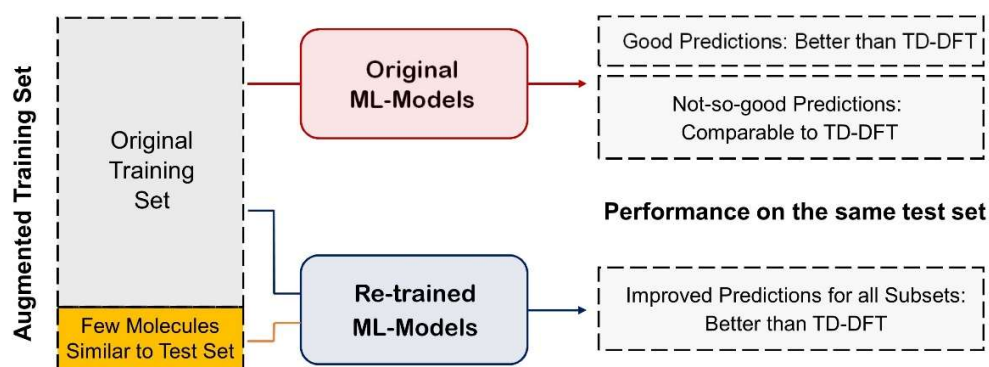 Augmented Training Set
Original
Training
Set
Few Molecules
Similar to Test Set
Original
ML-Models
Re-trained
ML-Models
Good Predictions: Better than TD-DFT
Not-so-good Predictions:
Comparable to TD-DFT
Performance on the same test set
Improved Predictions for all Subsets:
Better than TD-DFT